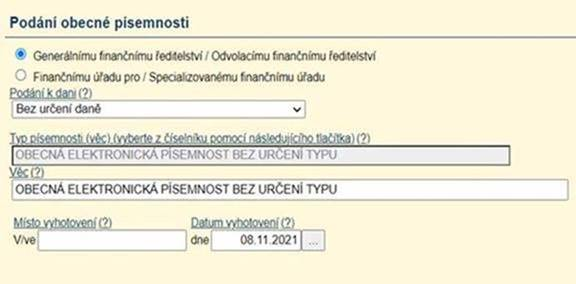 Podání obecné písemnosti
Generálnímu finančnímu ředitelství / Odvolacímu finančnímu ředitelství
Finančnímu úřadu pro / Specializovanému finančnímu úřadu
Podání k dani (?)
Bez určení daně
Typ písemnosti (věc) (vyberte z číselníku pomocí následujícího tlačítka) (?)
OBECNÁ ELEKTRONICKÁ PÍSEMNOST BEZ URČENÍ TYPU
Věc (?)
OBECNÁ ELEKTRONICKÁ PÍSEMNOST BEZ URČENÍ TYPU
Místo vyhotovení (?) Datum vyhotovení (?)
V/ve dne 08.11.2021 ...